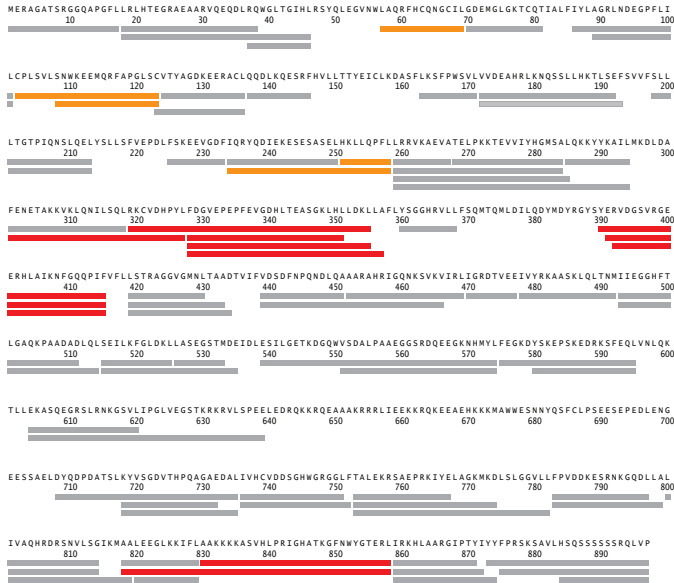 MERAGATSRGGQAPGFLLRLHTEGRAEAARVQEQDLRQWGLTGIHLRSYQLEGVNWLAQRFHCQNGCILGDEMGLGKTCQTIALFIYLAGRLNDEGPFLI
10 20 30 40 50 60 70 80 90 100
LCPLSVLSNWKEEMQRFAPGLSCVTYAGDKEERACLQQDLKQESRFHVLLTTYEICLKDASFLKSFPWSVLVVDEAHRLKNQSSLLHKTLSEFSVVFSLL
110 120 130 140 150 160 170 180 190 200
LTGTPIQNSLQELYSLLSFVEPDLFSKEEVGDFIQRYQDIEKESESASELHKLLQPFLLRRVKAEVATELPKKTEVVIYHGMSALQKKYYKAILMKDLDA
210 220 230 240 250 260 270 280 290 300
FENETAKKVKLQNILSQLRKCVDHPYLFDGVEPEPFEVGDHLTEASGKLHLLDKLLAFLYSGGHRVLLFSQMTQMLDILQDYMDYRGYSYERVDGSVRGE
310 320 330 340 350 360 370 380 390 400
ERHLAIKNFGQQPIFVFLLSTRAGGVGMNLTAADTVIFVDSDFNPQNDLQAAARAHRIGQNKSVKVIRLIGRDTVEEIVYRKAASKLQLTNMIIEGGHFT
410 420 430 440 450 460 470 480 490 500
LGAQKPAADADLQLSEILKFGLDKLLASEGSTMDEIDLESILGETKDGQWVSDALPAAEGGSRDQEEGKNHMYLFEGKDYSKEPSKEDRKSFEQLVNLQK
510 520 530 540 550 560 570 580 590 600
TLLEKASQEGRSLRNKGSVLIPGLVEGSTKRKRVLSPEELEDRQKKRQEAAAKRRRLIEEKKRQKEEAEHKKKMAWWESNNYQSFCLPSEESEPEDLENG
610 620 630 640 650 660 670 680 690 700
EESSAELDYQDPDATSLKYVSGDVTHPQAGAEDALIVHCVDDSGHWGRGGLFTALEKRSAEPRKIYELAGKMKDLSLGGVLLFPVDDKESRNKGQDLLAL
710 720 730 740 750 760 770 780 790 800
IVAQHRDRSNVLSGIKMAALEEGLKKIFLAAKKKKASVHLPRIGHATKGFNWYGTERLIRKHLAARGIPTYIYYFPRSKSAVLHSQSSSSSSRQLVP
810 820 830 840 850 860 870 880 890